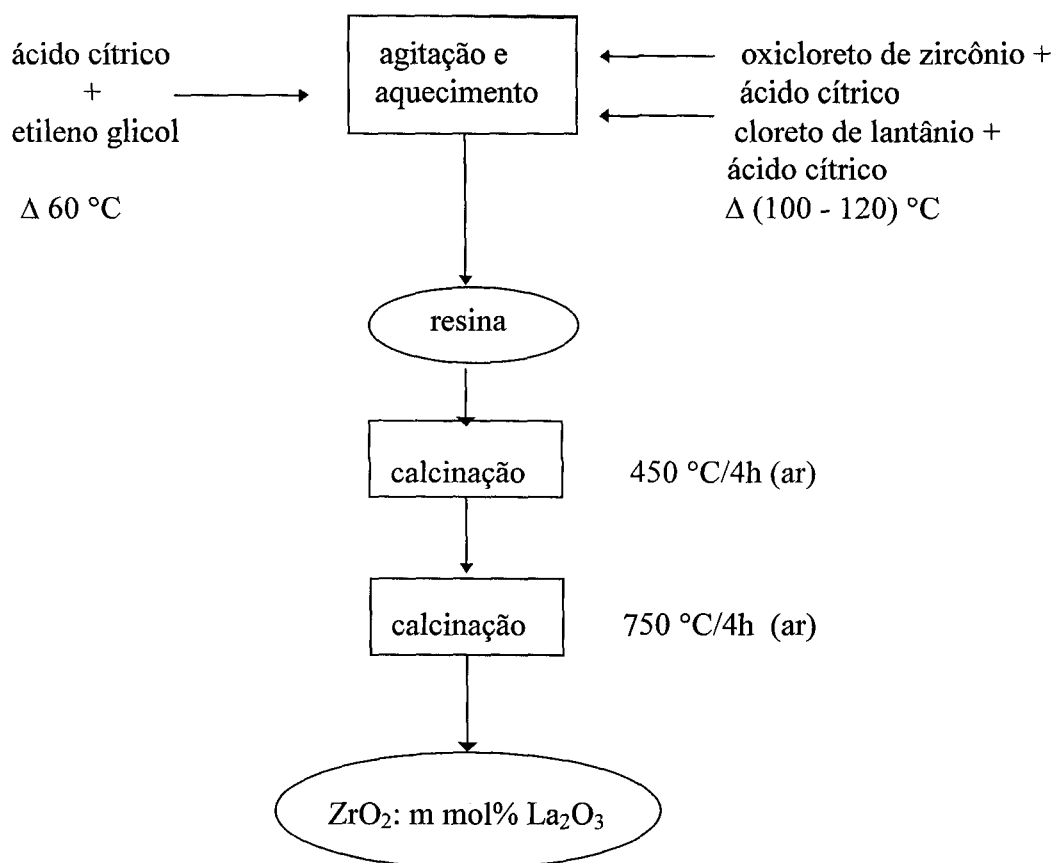 ácido cítrico
+
etileno glicol
Δ 60 °C
agitação e
aquecimento
oxicloreto de zircônio +
ácido cítrico
cloreto de lantânio +
ácido cítrico
Δ (100 - 120) °C
resina
calcinação
450 °C/4h (ar)
calcinação
750 °C/4h (ar)
ZrO₂: m mol% La₂O₃